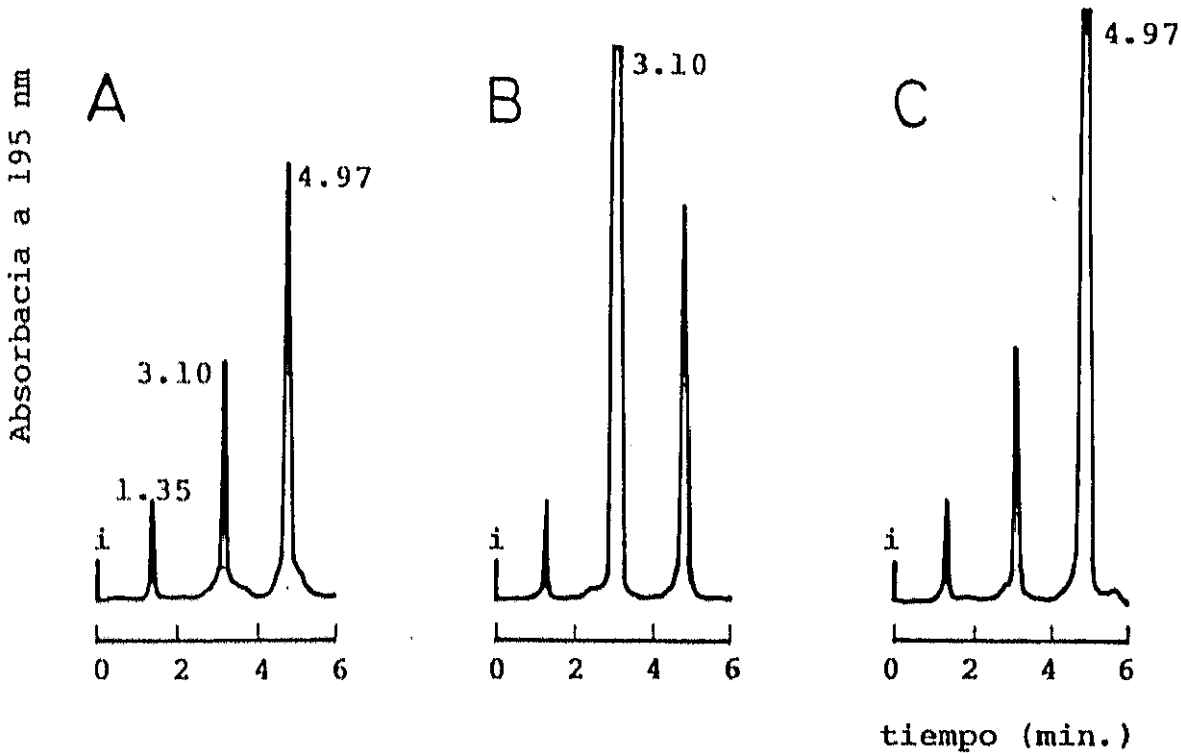 Absorbacia a 195 nm
A
4.97
3.10
1.35
i
0 2 4 6
B
3.10
i
0 2 4 6
C
4.97
i
0 2 4 6
tiempo (min.)